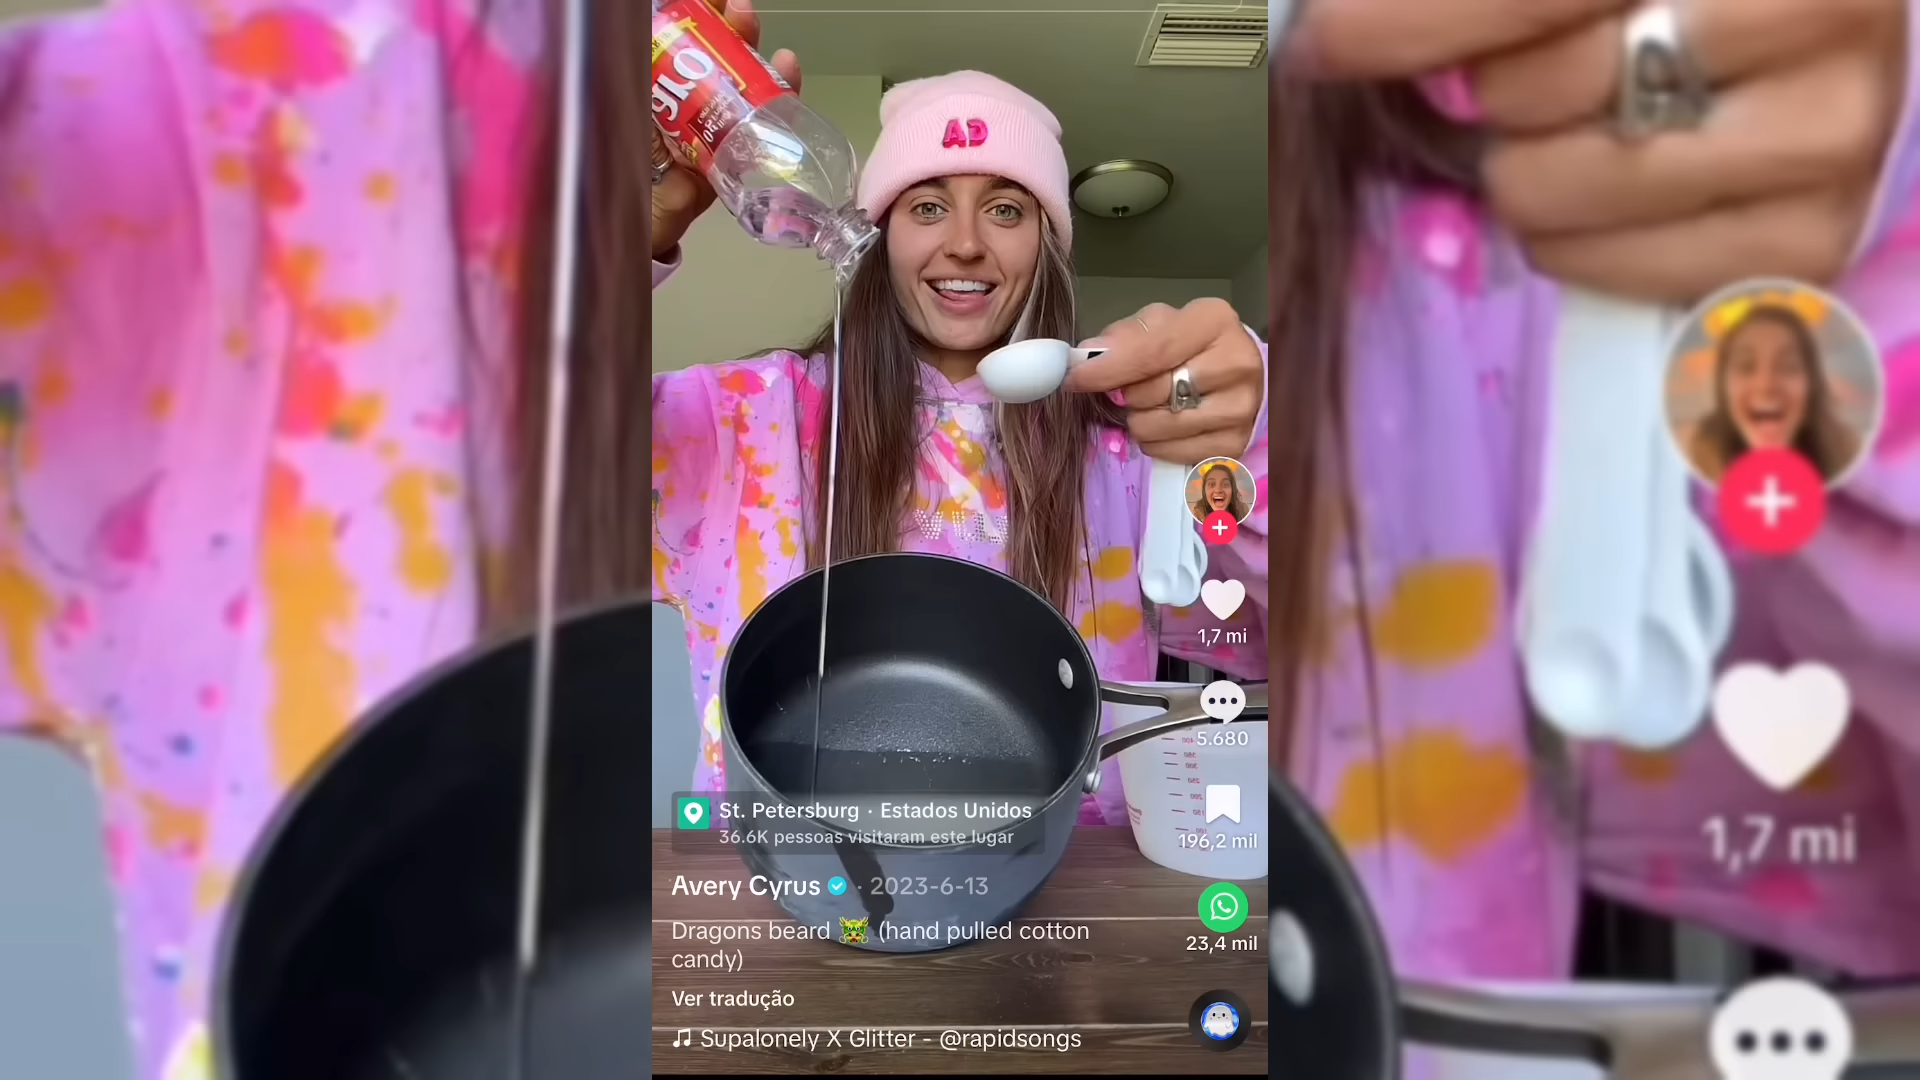 AD
1,7 mi
5.680
196,2 mil
23,4 mil
St. Petersburg · Estados Unidos
36.6K pessoas visitaram este lugar
Avery Cyrus · 2023-6-13
Dragons beard 🐲 (hand pulled cotton
candy)
Ver tradução
Supalonely X Glitter - @rapidsongs
1,7 mi